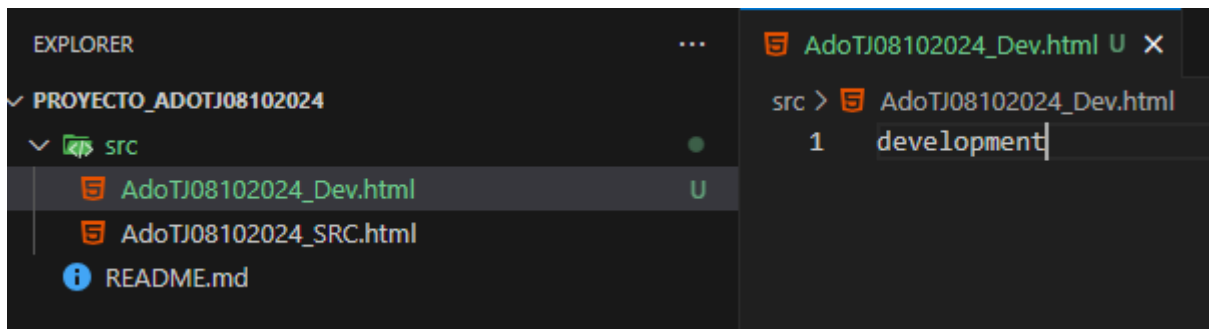 EXPLORER
PROYECTO_ADOTJ08102024
src
AdoTJ08102024_Dev.html U
AdoTJ08102024_SRC.html
README.md
AdoTJ08102024_Dev.html U
src > AdoTJ08102024_Dev.html
1 development